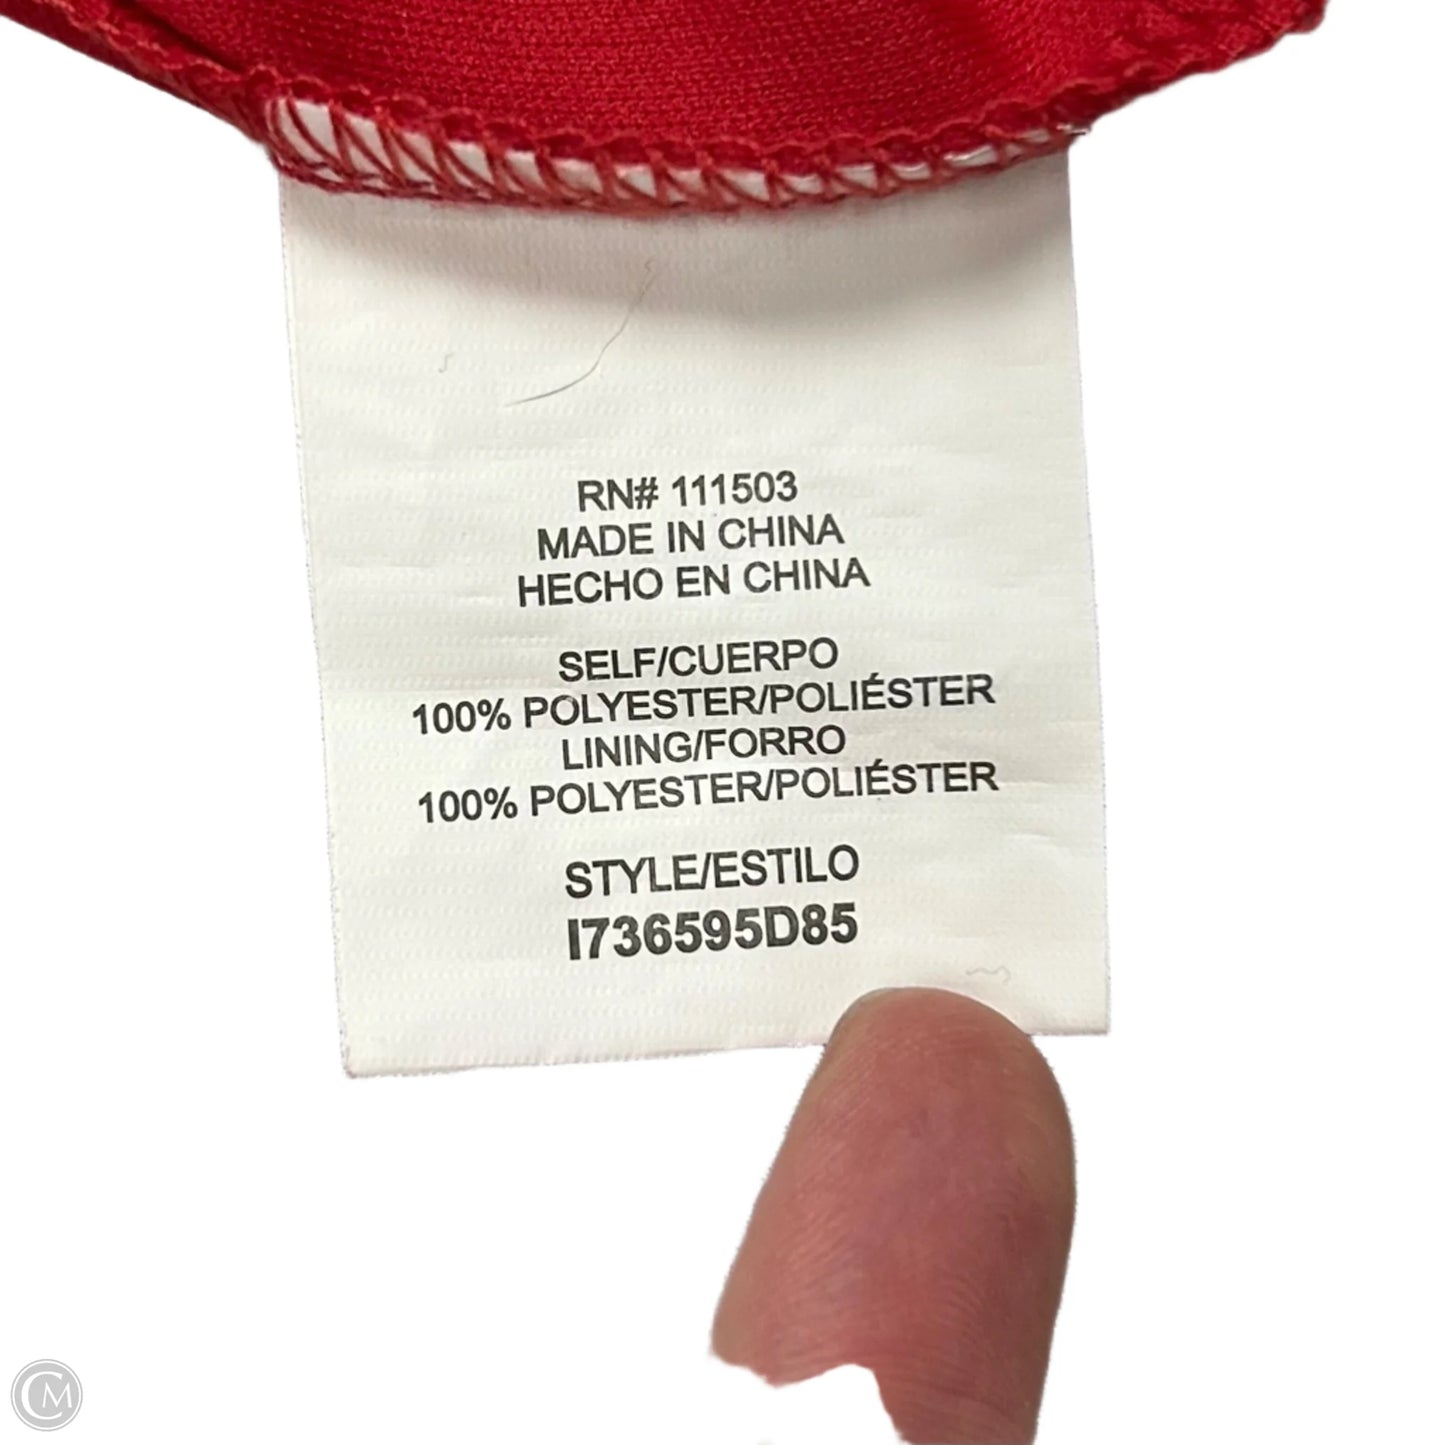 RN# 111503
MADE IN CHINA
HECHO EN CHINA
SELF/CUERPO
100% POLYESTER/POLIÉSTER
LINING/FORRO
100% POLYESTER/POLIÉSTER
STYLE/ESTILO
I736595D85
CM